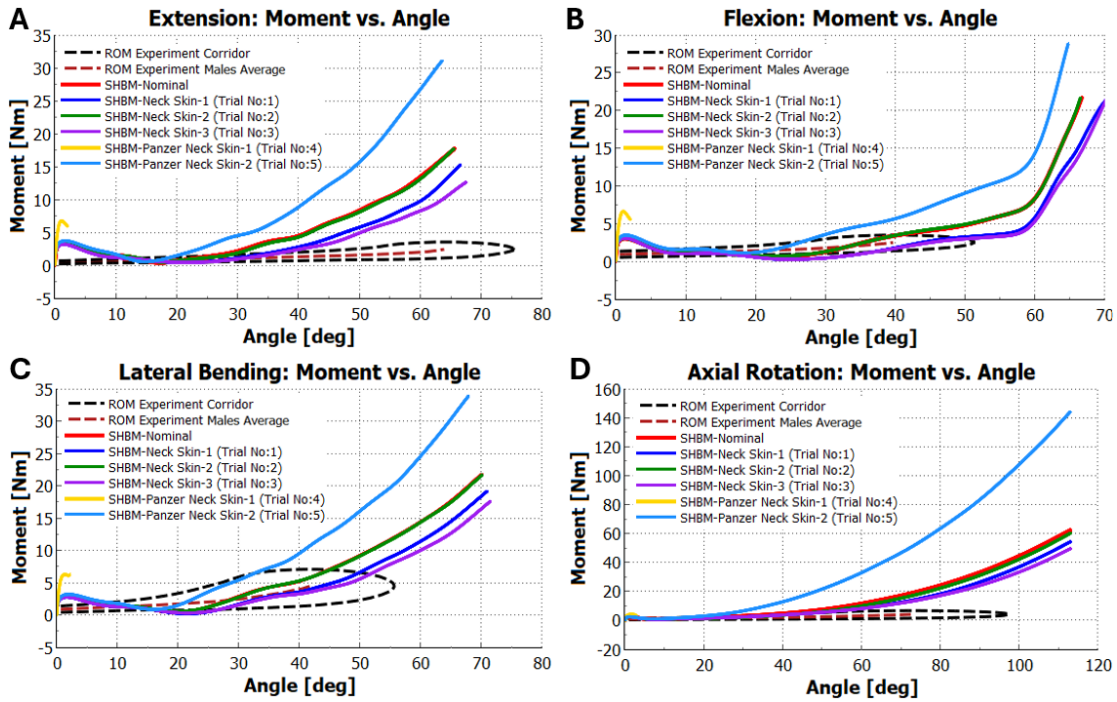 A
Extension: Moment vs. Angle
35
30
25
20
15
10
5
0
-5
Moment [Nm]
ROM Experiment Corridor
ROM Experiment Males Average
SHBM-Nominal
SHBM-Neck Skin-1 (Trial No:1)
SHBM-Neck Skin-2 (Trial No:2)
SHBM-Neck Skin-3 (Trial No:3)
SHBM-Panzer Neck Skin-1 (Trial No:4)
SHBM-Panzer Neck Skin-2 (Trial No:5)
0 10 20 30 40 50 60 70 80
Angle [deg]
B
Flexion: Moment vs. Angle
30
25
20
15
10
5
0
-5
Moment [Nm]
ROM Experiment Corridor
ROM Experiment Males Average
SHBM-Nominal
SHBM-Neck Skin-1 (Trial No:1)
SHBM-Neck Skin-2 (Trial No:2)
SHBM-Neck Skin-3 (Trial No:3)
SHBM-Panzer Neck Skin-1 (Trial No:4)
SHBM-Panzer Neck Skin-2 (Trial No:5)
0 10 20 30 40 50 60 70
Angle [deg]
C
Lateral Bending: Moment vs. Angle
35
30
25
20
15
10
5
0
-5
Moment [Nm]
ROM Experiment Corridor
ROM Experiment Males Average
SHBM-Nominal
SHBM-Neck Skin-1 (Trial No:1)
SHBM-Neck Skin-2 (Trial No:2)
SHBM-Neck Skin-3 (Trial No:3)
SHBM-Panzer Neck Skin-1 (Trial No:4)
SHBM-Panzer Neck Skin-2 (Trial No:5)
0 10 20 30 40 50 60 70 80
Angle [deg]
D
Axial Rotation: Moment vs. Angle
160
140
120
100
80
60
40
20
0
-20
Moment [Nm]
ROM Experiment Corridor
ROM Experiment Males Average
SHBM-Nominal
SHBM-Neck Skin-1 (Trial No:1)
SHBM-Neck Skin-2 (Trial No:2)
SHBM-Neck Skin-3 (Trial No:3)
SHBM-Panzer Neck Skin-1 (Trial No:4)
SHBM-Panzer Neck Skin-2 (Trial No:5)
0 20 40 60 80 100 120
Angle [deg]